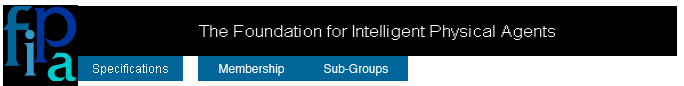 fipa
The Foundation for Intelligent Physical Agents
Specifications
Membership
Sub-Groups